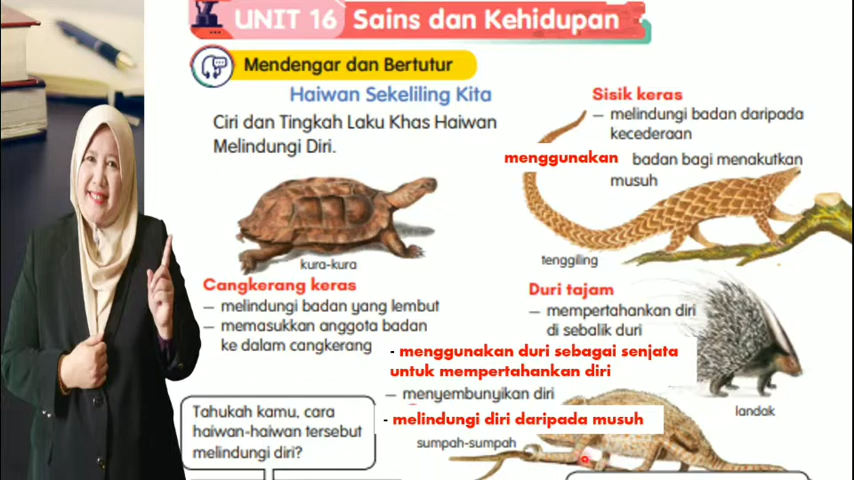 UNIT 16 Sains dan Kehidupan
Mendengar dan Bertutur
Haiwan Sekeliling Kita
Ciri dan Tingkah Laku Khas Haiwan
Melindungi Diri.
kura-kura
Cangkerang keras
— melindungi badan yang lembut
— memasukkan anggota badan
ke dalam cangkerang
Tahukah kamu, cara
haiwan-haiwan tersebut
melindungi diri?
Sisik keras
— melindungi badan daripada
kecederaan
menggunakan badan bagi menakutkan
musuh
tenggiling
Duri tajam
— mempertahankan diri
di sebalik duri
- menggunakan duri sebagai senjata
untuk mempertahankan diri
landak
— menyembunyikan diri
- melindungi diri daripada musuh
sumpah-sumpah